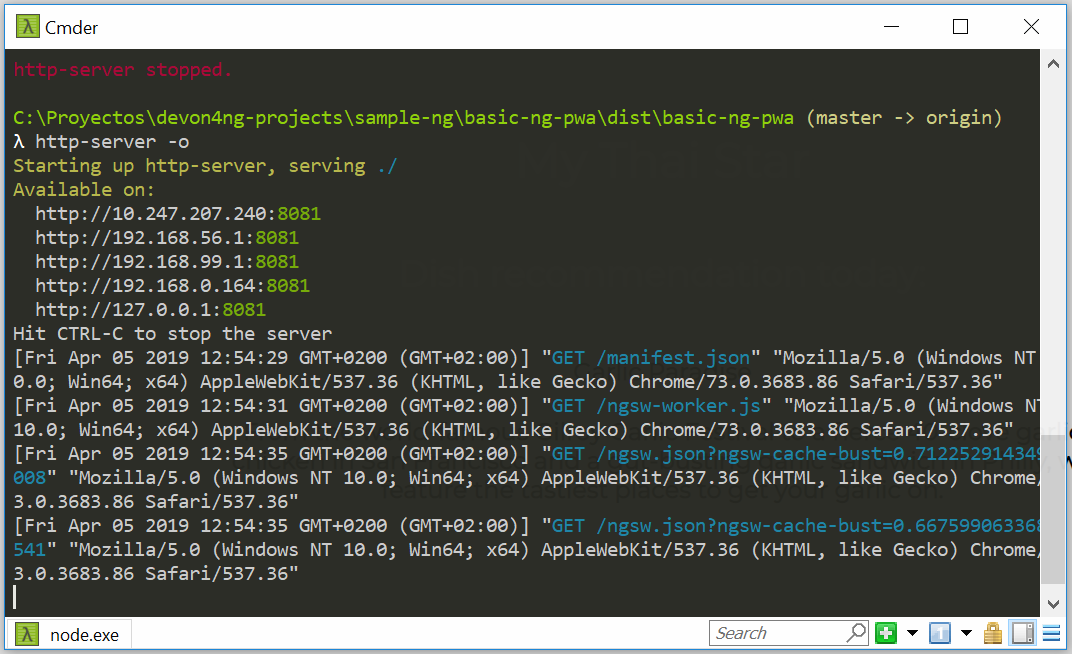 Cmder
http-server stopped.
C:\Proyectos\devon4ng-projects\sample-ng\basic-ng-pwa\dist\basic-ng-pwa (master -> origin)
λ http-server -o
Starting up http-server, serving ./
Available on:
http://10.247.207.240:8081
http://192.168.56.1:8081
http://192.168.99.1:8081
http://192.168.0.164:8081
http://127.0.0.1:8081
Hit CTRL-C to stop the server
[Fri Apr 05 2019 12:54:29 GMT+0200 (GMT+02:00)] "GET /manifest.json" "Mozilla/5.0 (Windows NT
0.0; Win64; x64) AppleWebKit/537.36 (KHTML, like Gecko) Chrome/73.0.3683.86 Safari/537.36"
[Fri Apr 05 2019 12:54:31 GMT+0200 (GMT+02:00)] "GET /ngsw-worker.js" "Mozilla/5.0 (Windows NT
10.0; Win64; x64) AppleWebKit/537.36 (KHTML, like Gecko) Chrome/73.0.3683.86 Safari/537.36"
[Fri Apr 05 2019 12:54:35 GMT+0200 (GMT+02:00)] "GET /ngsw.json?ngsw-cache-bust=0.712252914349
008" "Mozilla/5.0 (Windows NT 10.0; Win64; x64) AppleWebKit/537.36 (KHTML, like Gecko) Chrome/
3.0.3683.86 Safari/537.36"
[Fri Apr 05 2019 12:54:35 GMT+0200 (GMT+02:00)] "GET /ngsw.json?ngsw-cache-bust=0.667599063368
541" "Mozilla/5.0 (Windows NT 10.0; Win64; x64) AppleWebKit/537.36 (KHTML, like Gecko) Chrome/
3.0.3683.86 Safari/537.36"
feature the tastiest places to get your garlic on.
λ node.exe
Search
1